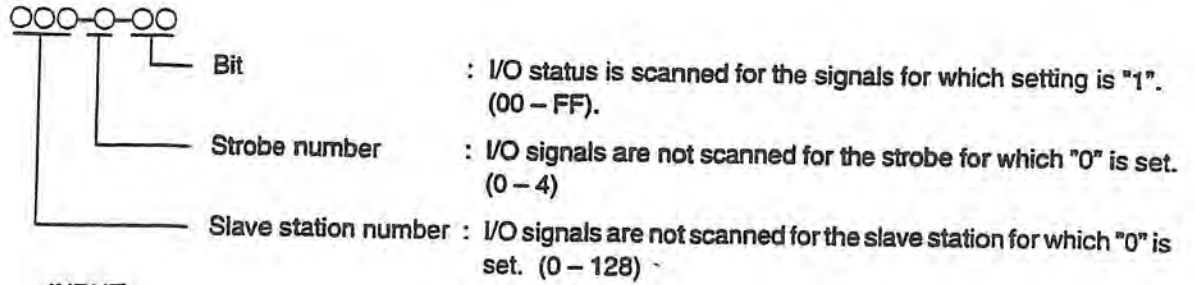 ○○○-○-○○
Bit : I/O status is scanned for the signals for which setting is "1".
(00 – FF).
Strobe number : I/O signals are not scanned for the strobe for which "0" is set.
(0 – 4)
Slave station number : I/O signals are not scanned for the slave station for which "0" is
set. (0 – 128)